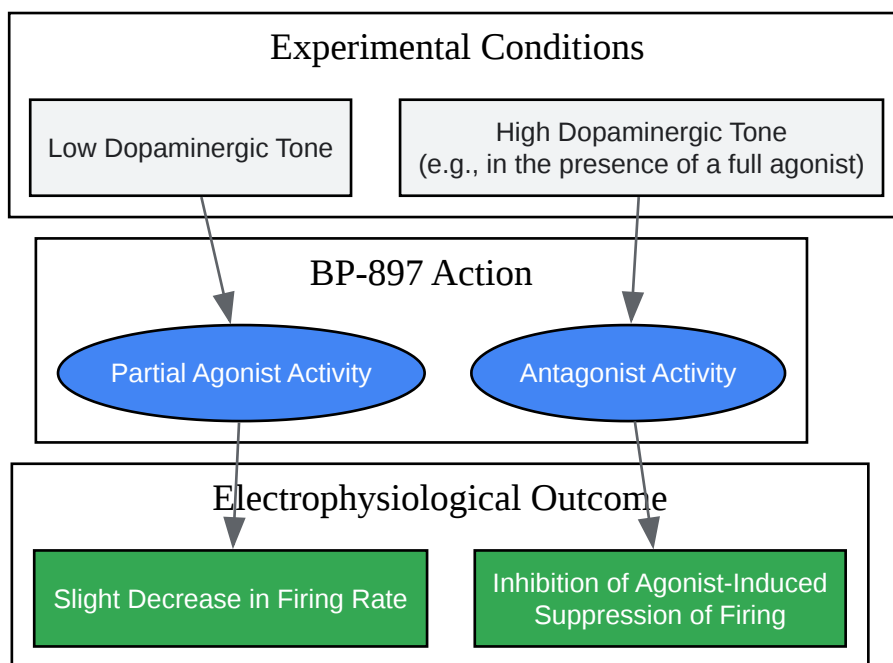 Experimental Conditions
Low Dopaminergic Tone
High Dopaminergic Tone
(e.g., in the presence of a full agonist)
BP-897 Action
Partial Agonist Activity
Antagonist Activity
Electrophysiological Outcome
Slight Decrease in Firing Rate
Inhibition of Agonist-Induced
Suppression of Firing